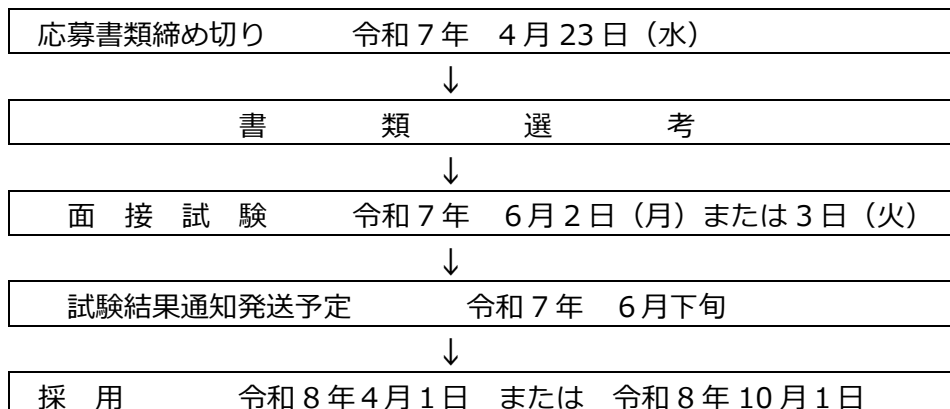 応募書類締め切り　　　令和７年　４月 23 日（水）
↓
書　　　類　　　選　　　考
↓
面　接　試　験　　　令和７年　６月２日（月）または３日（火）
↓
試験結果通知発送予定　　　　令和７年　６月下旬
↓
採　用　　　　令和８年４月１日　または　令和８年 10 月１日